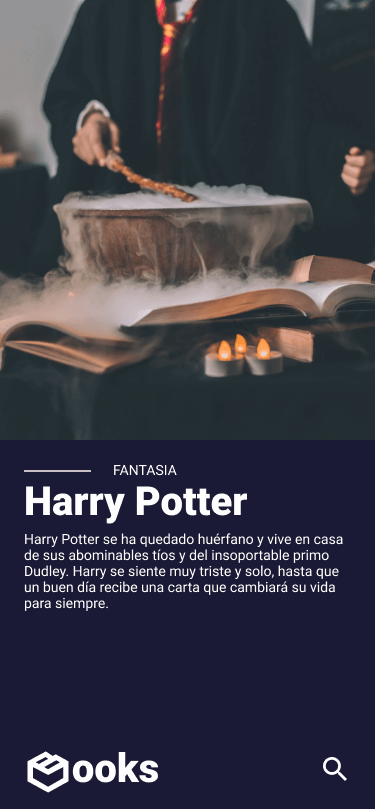 FANTASIA
Harry Potter
Harry Potter se ha quedado huérfano y vive en casa
de sus abominables tíos y del insoportable primo
Dudley. Harry se siente muy triste y solo, hasta que
un buen día recibe una carta que cambiará su vida
para siempre.
ooks